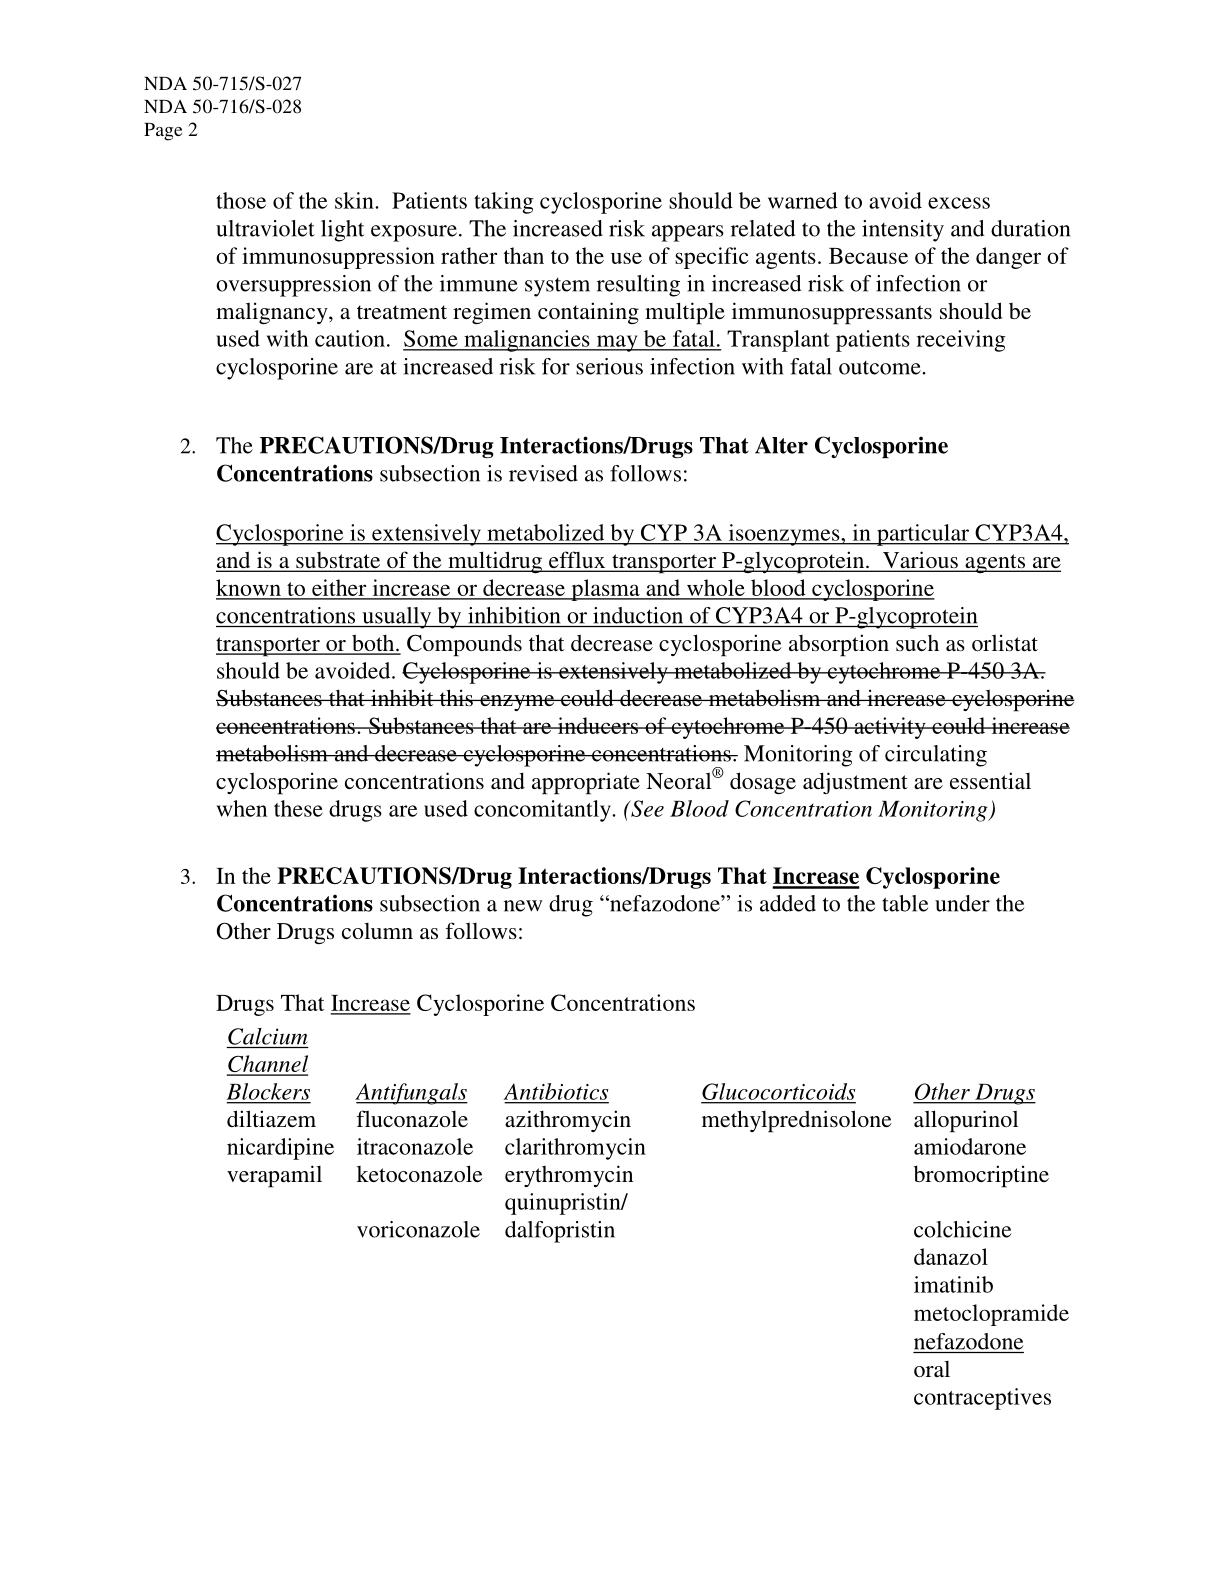 NDA 50-715/S-027
NDA 50-716/S-028
Page 2
those of the skin.  Patients taking cyclosporine should be warned to avoid excess
ultraviolet light exposure. The increased risk appears related to the intensity and duration
of immunosuppression rather than to the use of specific agents. Because of the danger of
oversuppression of the immune system resulting in increased risk of infection or
malignancy, a treatment regimen containing multiple immunosuppressants should be
used with caution.  Some malignancies may be fatal. Transplant patients receiving
cyclosporine are at increased risk for serious infection with fatal outcome.
2. The PRECAUTIONS/Drug Interactions/Drugs That Alter Cyclosporine
Concentrations subsection is revised as follows:
Cyclosporine is extensively metabolized by CYP 3A isoenzymes, in particular CYP3A4,
and is a substrate of the multidrug efflux transporter P-glycoprotein.  Various agents are
known to either increase or decrease plasma and whole blood cyclosporine
concentrations usually by inhibition or induction of CYP3A4 or P-glycoprotein
transporter or both. Compounds that decrease cyclosporine absorption such as orlistat
should be avoided. Cyclosporine is extensively metabolized by cytochrome P-450 3A.
Substances that inhibit this enzyme could decrease metabolism and increase cyclosporine
concentrations. Substances that are inducers of cytochrome P-450 activity could increase
metabolism and decrease cyclosporine concentrations. Monitoring of circulating
cyclosporine concentrations and appropriate Neoral® dosage adjustment are essential
when these drugs are used concomitantly. (See Blood Concentration Monitoring)
3. In the PRECAUTIONS/Drug Interactions/Drugs That Increase Cyclosporine
Concentrations subsection a new drug “nefazodone” is added to the table under the
Other Drugs column as follows:
Drugs That Increase Cyclosporine Concentrations
Calcium
Channel
Blockers Antifungals Antibiotics Glucocorticoids Other Drugs
diltiazem fluconazole azithromycin methylprednisolone allopurinol
nicardipine itraconazole clarithromycin amiodarone
verapamil ketoconazole erythromycin bromocriptine
quinupristin/
voriconazole dalfopristin colchicine
danazol
imatinib
metoclopramide
nefazodone
oral
contraceptives